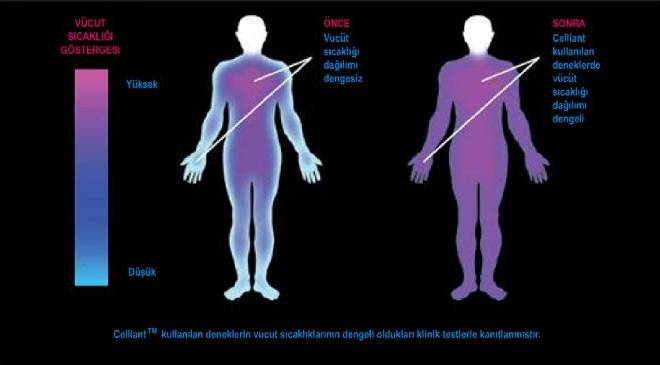 VÜCUT
SICAKLIĞI
GÖSTERGESİ
Yüksek
Düşük
ÖNCE
Vucüt
sıcaklığı
dağılımı
dengesiz
SONRA
Celliant
kullanılan
deneklerde
vücüt
sıcaklığı
dağılımı
dengeli
Celliant™ kullanılan deneklerin vucut sıcaklıklarının dengeli oldukları klinik testlerle kanıtlanmıstır.